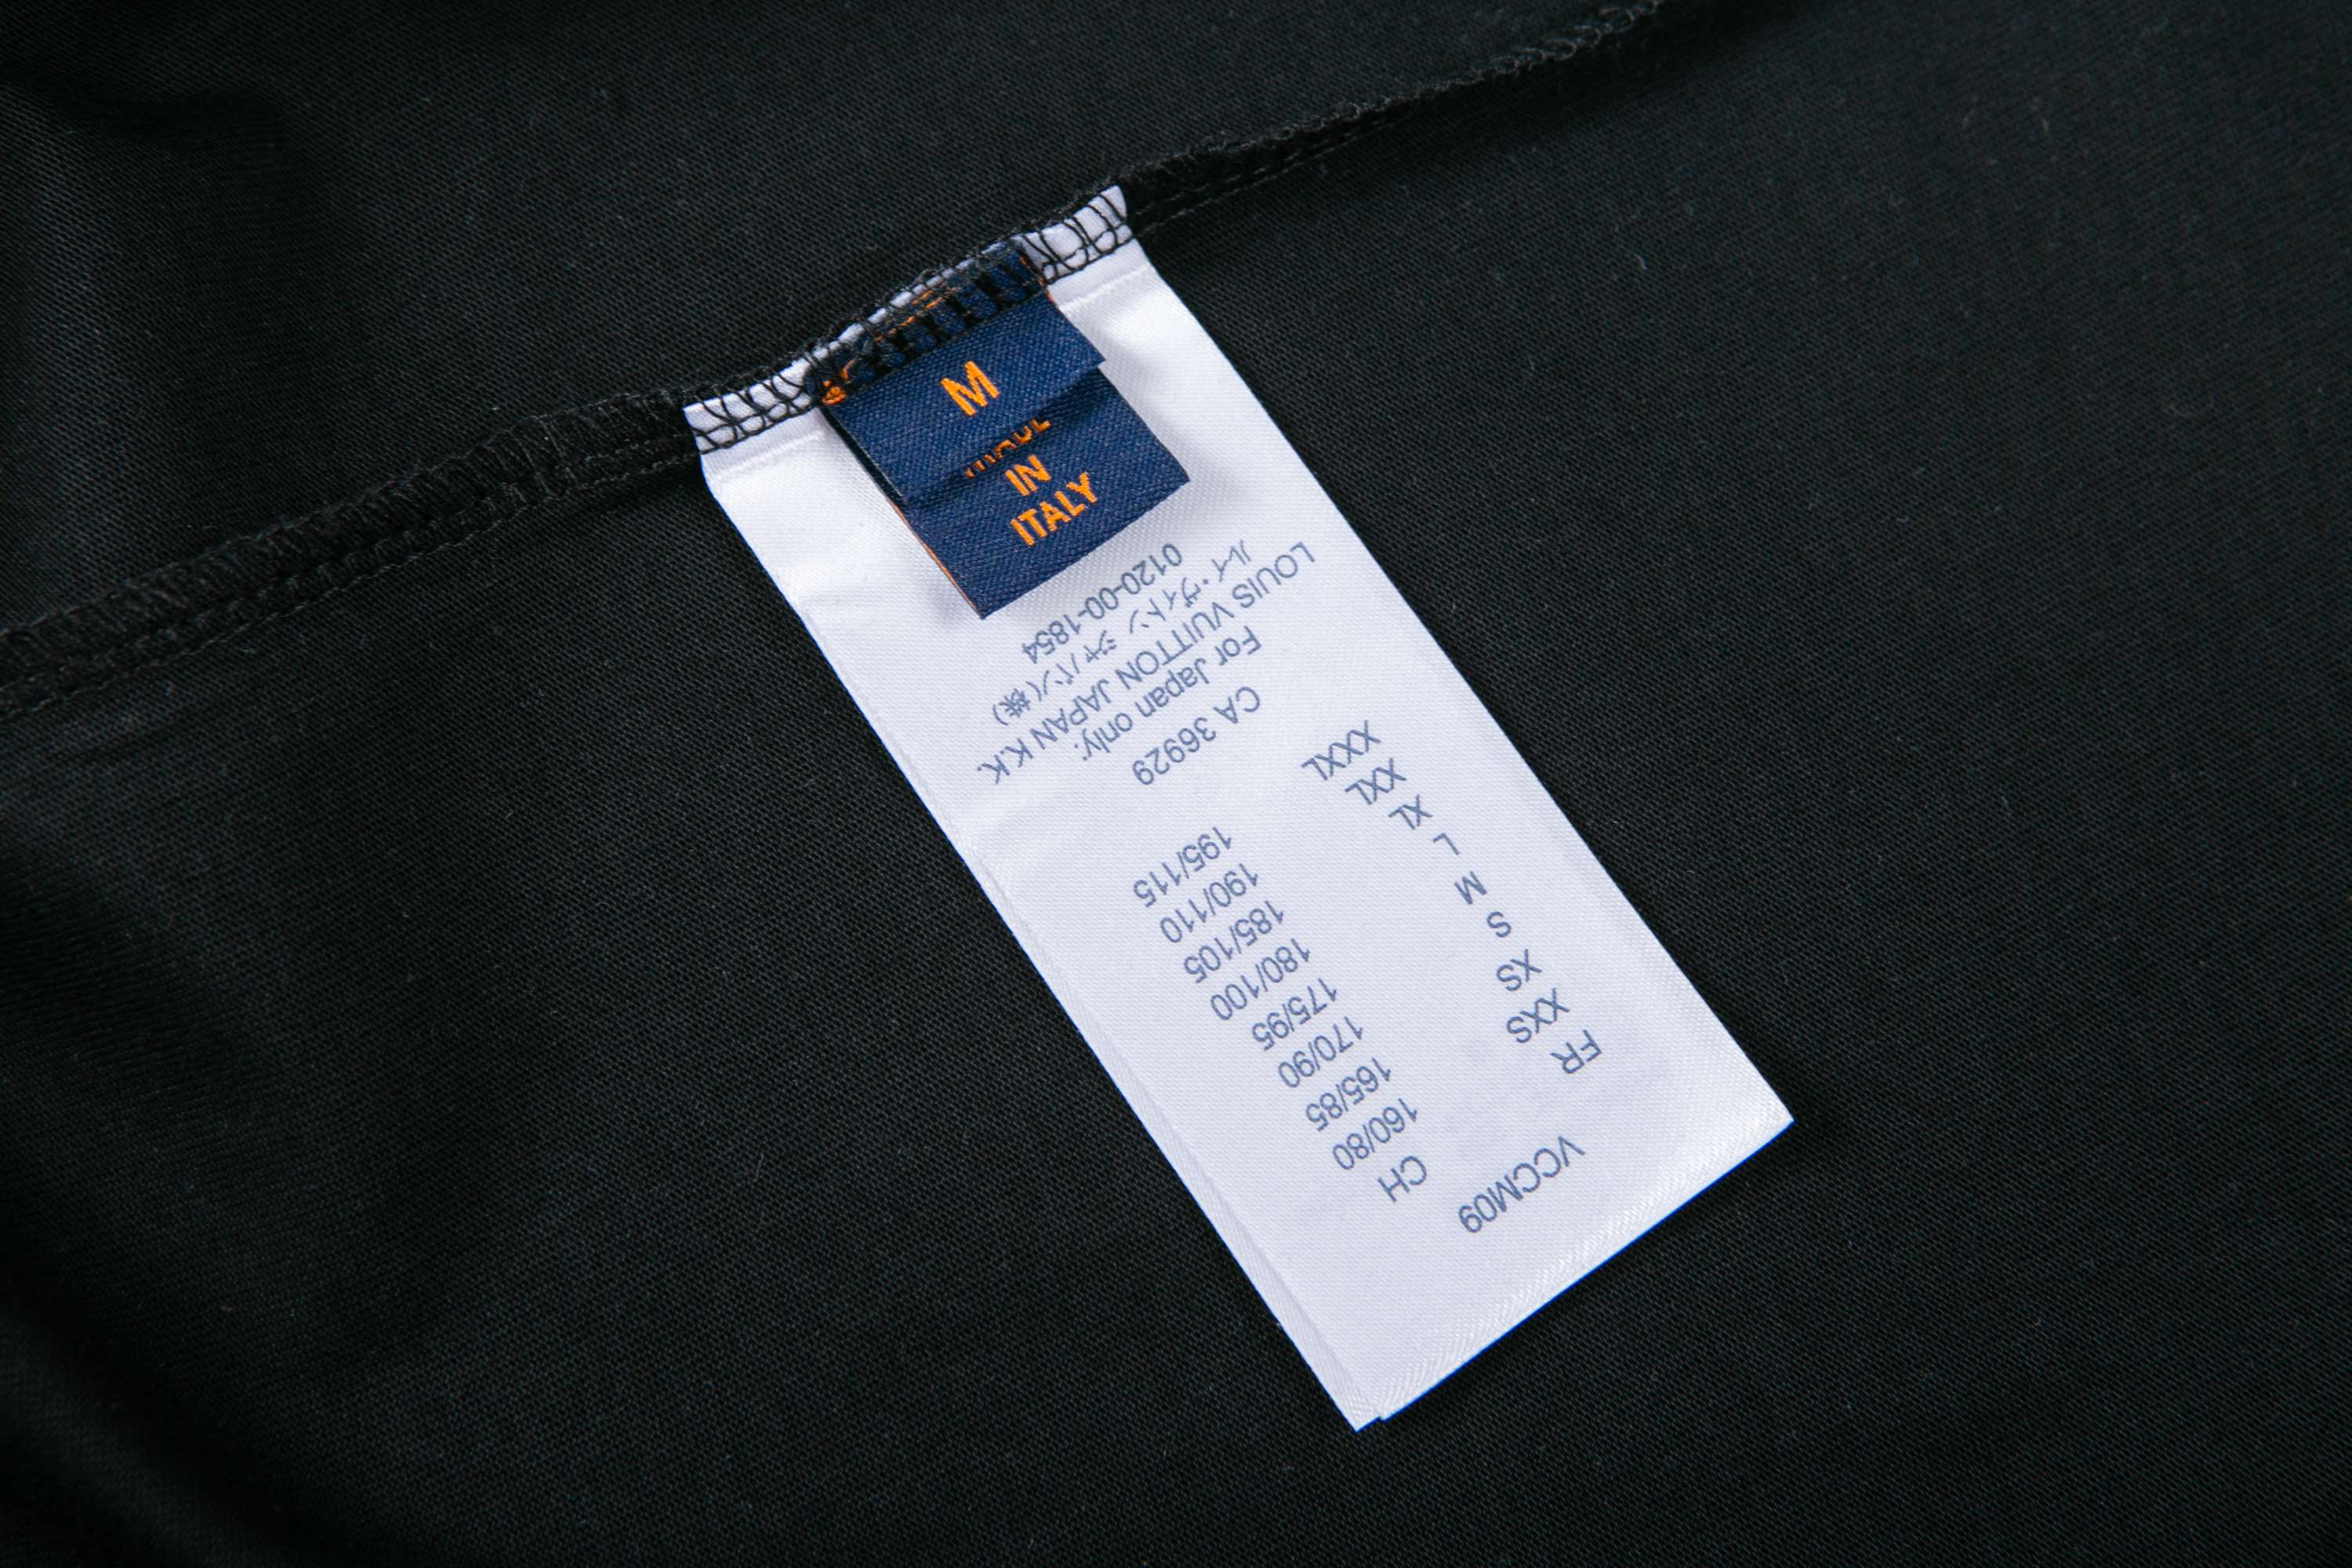 M
MADE
IN
ITALY
VCCM09
FR CH
XXS 160/80
XS 165/85
S 170/90
M 175/95
L 180/100
XL 185/105
XXL 190/110
XXXL 195/115
CA 36929
For Japan only:
LOUIS VUITTON JAPAN K.K.
ルイ・ヴィトン ジャパン(株)
0120-00-1854